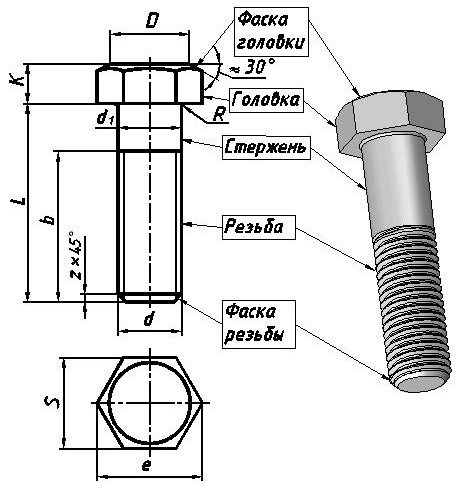 D
Фаска
головки
≈30°
K
Головка
d₁
R
Стержень
L
b
Резьба
z×45°
Фаска
резьбы
d
S
e